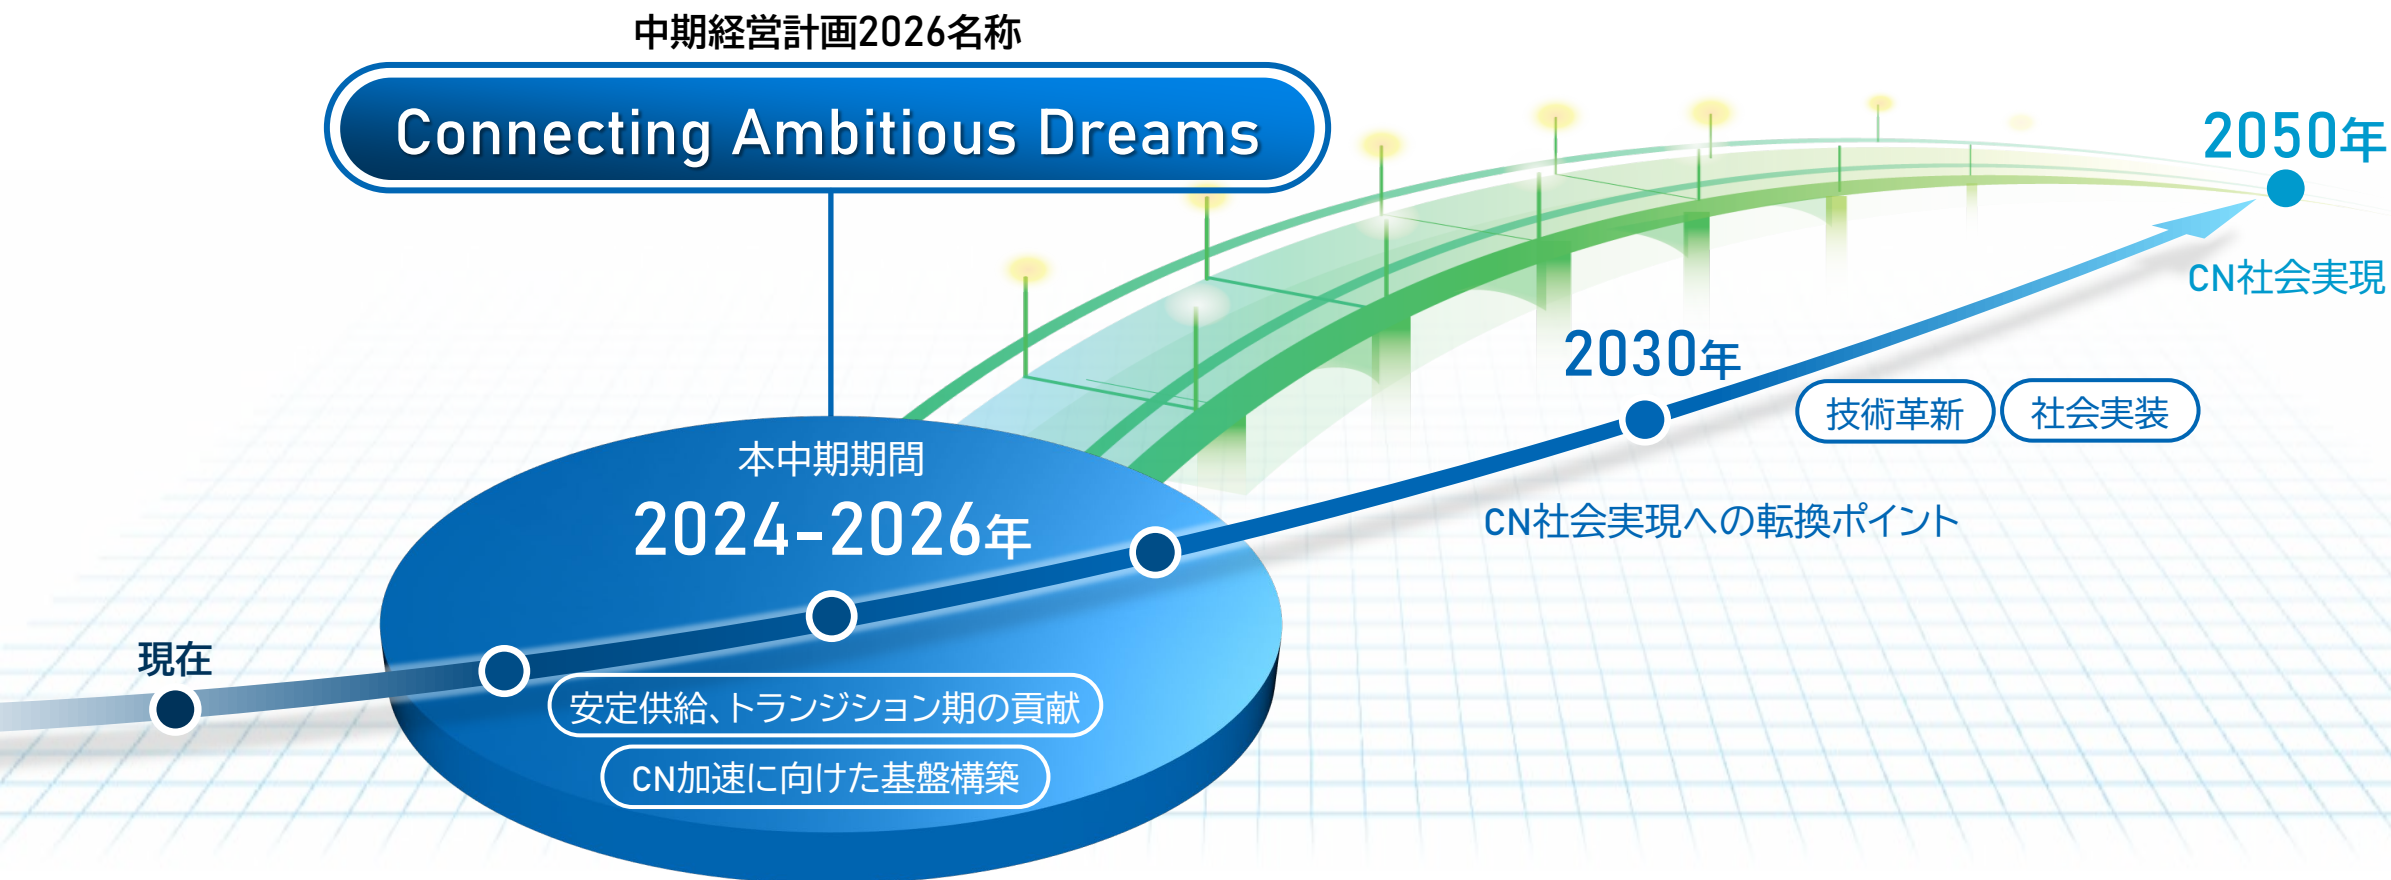 中期経営計画2026名称
Connecting Ambitious Dreams
2050年
CN社会実現
2030年
技術革新
社会実装
CN社会実現への転換ポイント
本中期期間
2024-2026年
現在
安定供給、トランジション期の貢献
CN加速に向けた基盤構築